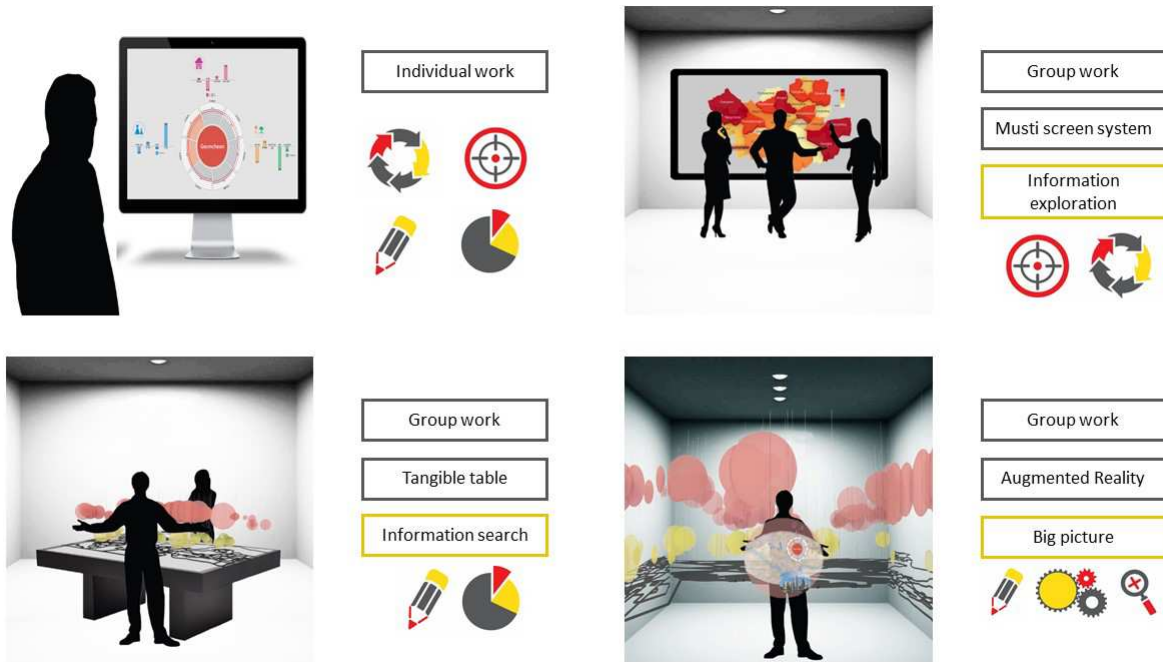 Individual work
Group work
Musti screen system
Information
exploration
Group work
Tangible table
Information search
Group work
Augmented Reality
Big picture